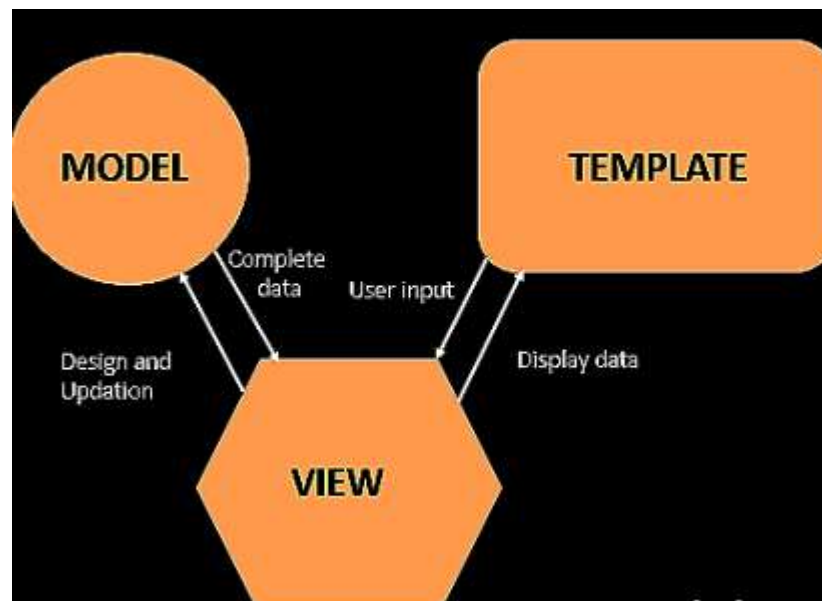 MODEL
TEMPLATE
Complete
data
User input
Design and
Updation
Display data
VIEW